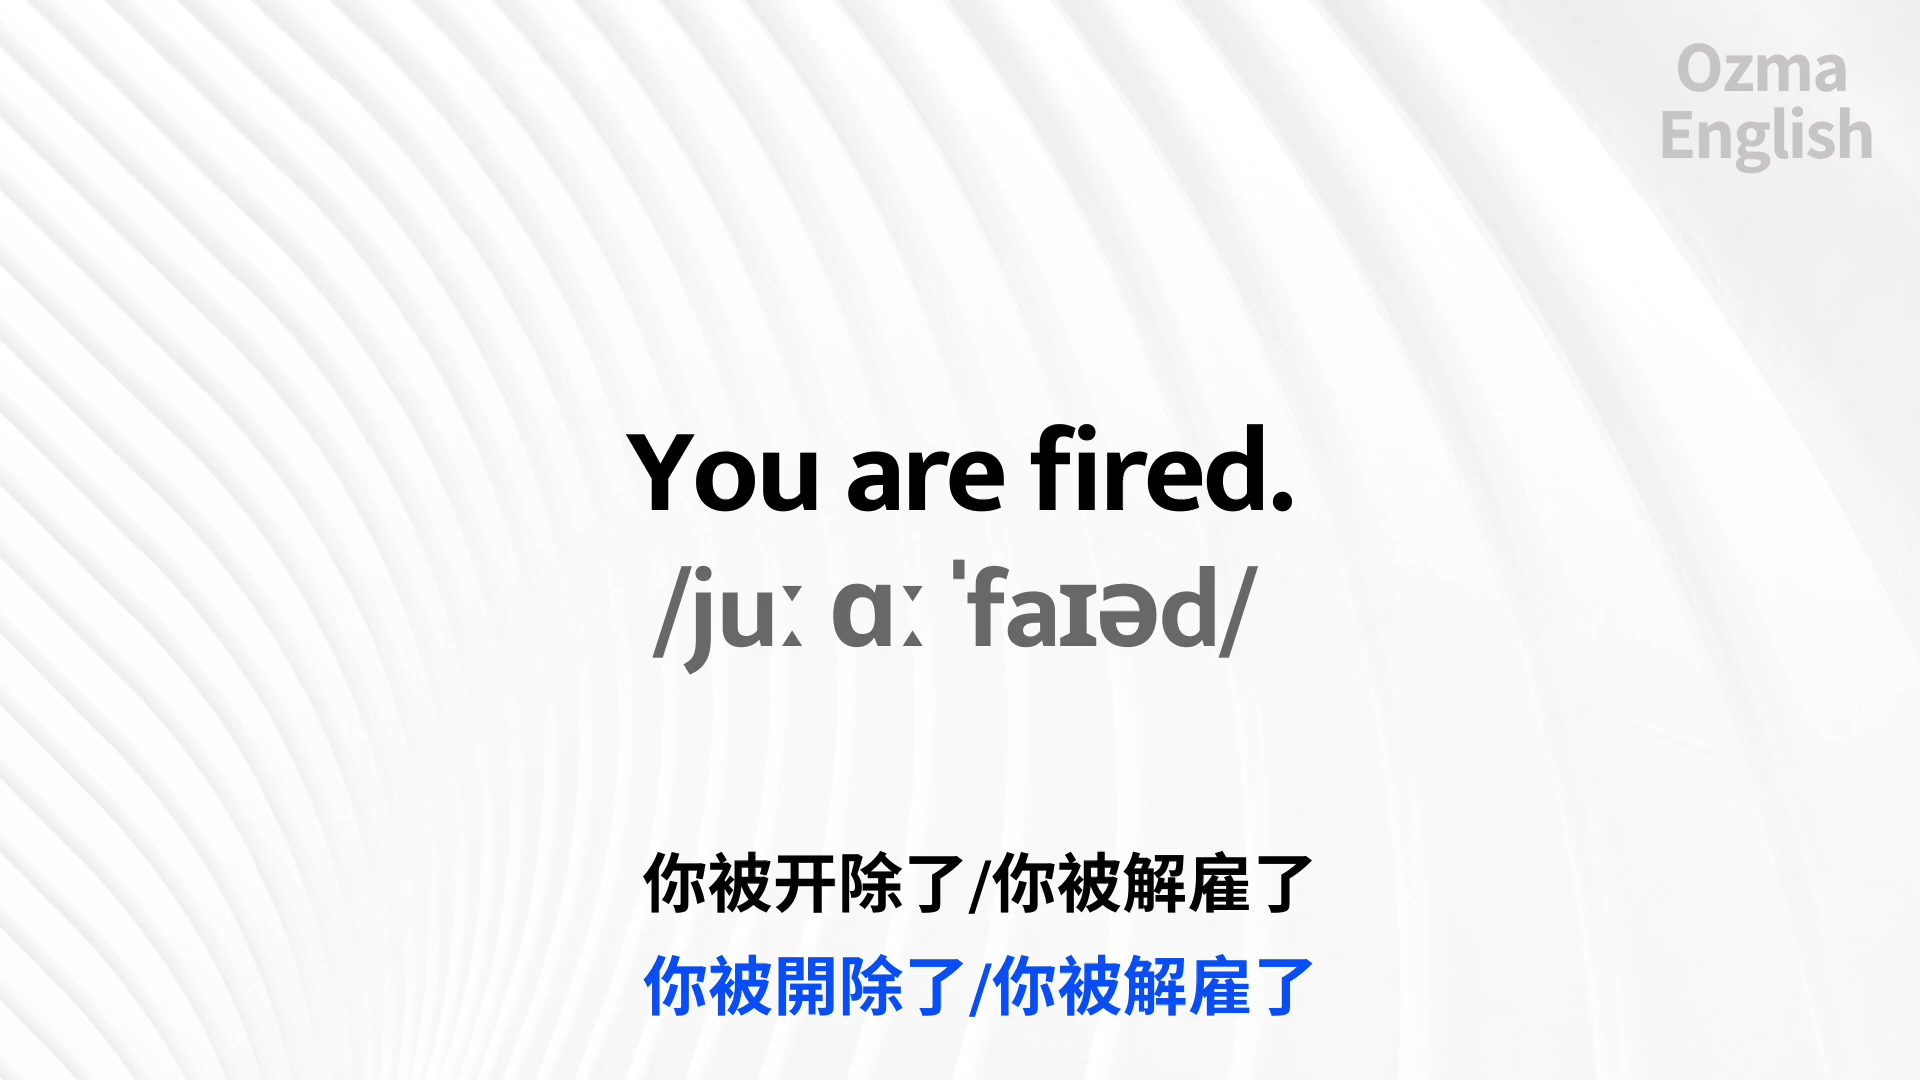 Ozma
English
You are fired.
/juː ɑː ˈfaɪəd/
你被开除了/你被解雇了
你被開除了/你被解雇了